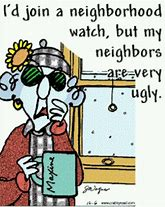 I'd join a neighborhood
watch, but my
neighbors
are very
ugly.
Maxine